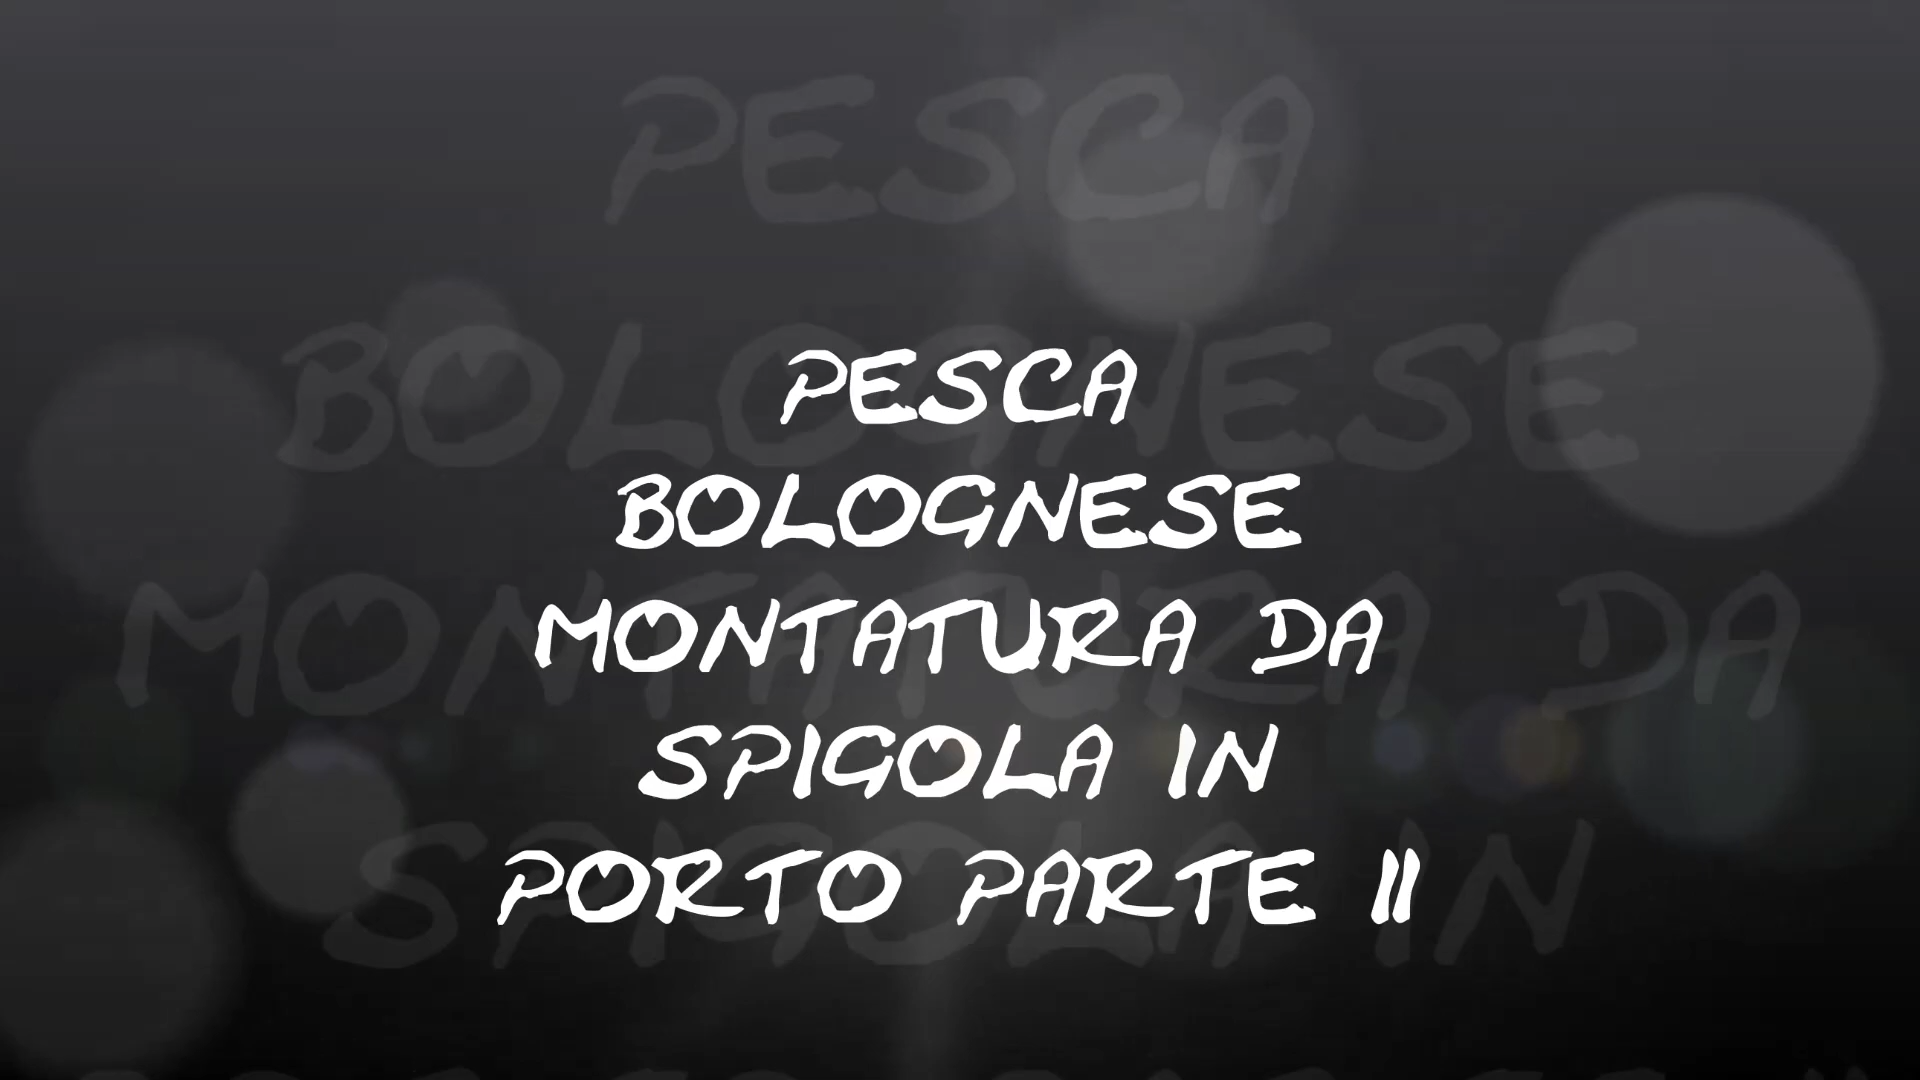 PESCA
BOLOGNESE
MONTATURA DA
SPIGOLA IN
PORTO PARTE II